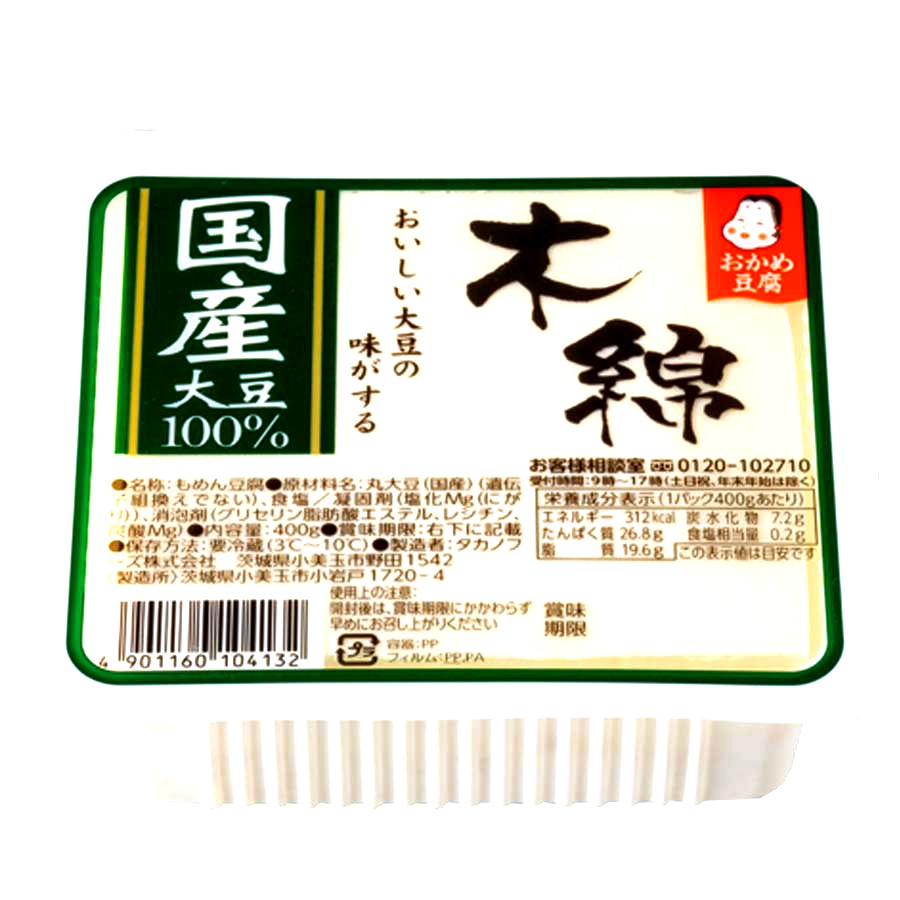 国産
大豆
100%
おいしい大豆の
味がする
木綿
おかめ
豆腐
お客様相談室 0120-102710
受付時間:9時~17時(土日祝、年末年始は除く)
栄養成分表示(1パック400gあたり)
エネルギー 312kcal 炭水化物 7.2g
たんぱく質 26.8g 食塩相当量 0.2g
脂質 19.6g この表示値は目安です
●名称:もめん豆腐●原材料名:丸大豆(国産)(遺伝
子組換えでない)、食塩/凝固剤(塩化Mg(にが
り))、消泡剤(グリセリン脂肪酸エステル、レシチン、
炭酸Mg)●内容量:400g●賞味期限:右下に記載
●保存方法:要冷蔵(3℃~10℃)●製造者:タカノフ
ーズ株式会社 茨城県小美玉市野田1542
(製造所)茨城県小美玉市小岩戸1720-4
使用上の注意:
開封後は、賞味期限にかかわらず
早めにお召し上がりください
賞味
期限
プラ
容器:PP
フィルム:PP,PA
4 901160 104132